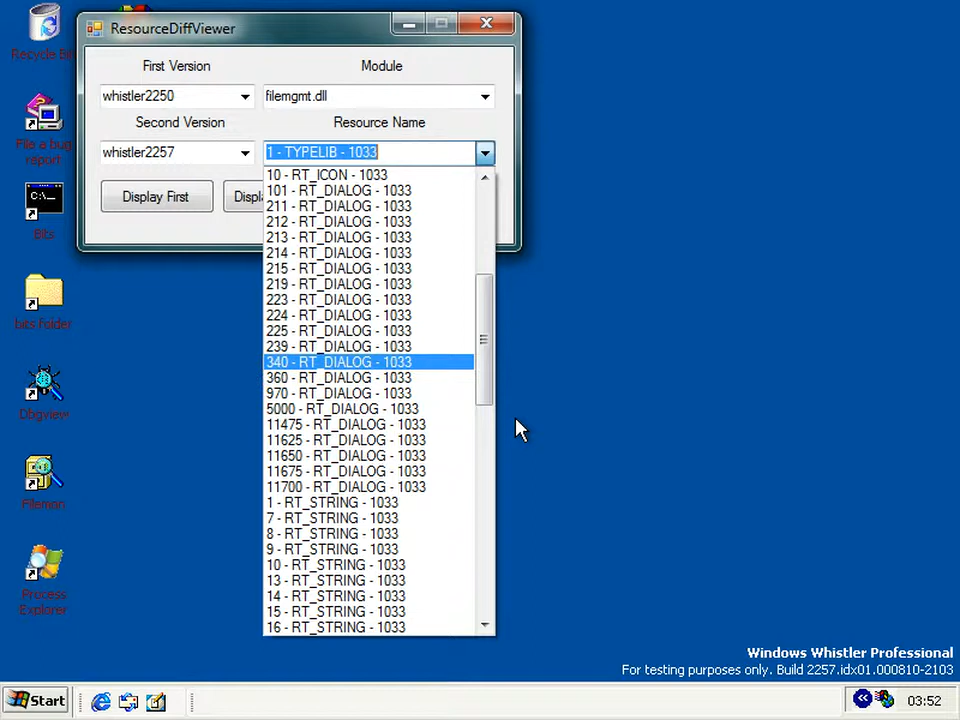 ResourceDiffViewer
First Version
Module
whistler2250
filemgmt.dll
Second Version
Resource Name
whistler2257
1 - TYPELIB - 1033
Display First
Displ
10 - RT_ICON - 1033
101 - RT_DIALOG - 1033
211 - RT_DIALOG - 1033
212 - RT_DIALOG - 1033
213 - RT_DIALOG - 1033
214 - RT_DIALOG - 1033
215 - RT_DIALOG - 1033
219 - RT_DIALOG - 1033
223 - RT_DIALOG - 1033
224 - RT_DIALOG - 1033
225 - RT_DIALOG - 1033
239 - RT_DIALOG - 1033
340 - RT_DIALOG - 1033
360 - RT_DIALOG - 1033
970 - RT_DIALOG - 1033
5000 - RT_DIALOG - 1033
11475 - RT_DIALOG - 1033
11625 - RT_DIALOG - 1033
11650 - RT_DIALOG - 1033
11675 - RT_DIALOG - 1033
11700 - RT_DIALOG - 1033
1 - RT_STRING - 1033
7 - RT_STRING - 1033
8 - RT_STRING - 1033
9 - RT_STRING - 1033
10 - RT_STRING - 1033
13 - RT_STRING - 1033
14 - RT_STRING - 1033
15 - RT_STRING - 1033
16 - RT_STRING - 1033
Recycle Bi
File a bug
report
C:\_
Bits
bits folder
Dbgview
Filemon
Process
Explorer
Windows Whistler Professional
For testing purposes only. Build 2257.idx01.000810-2103
Start
03:52